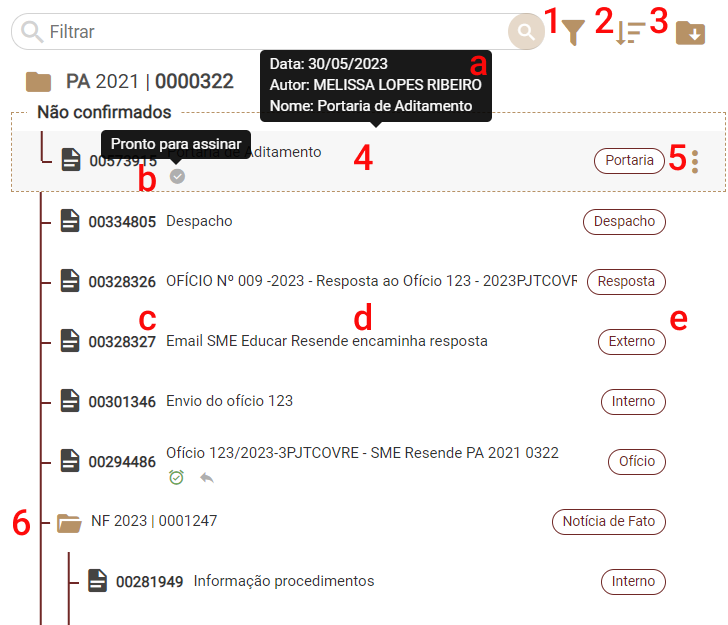 Filtrar
1
2
3
Data: 30/05/2023
a
Autor: MELISSA LOPES RIBEIRO
Nome: Portaria de Aditamento
PA 2021 | 0000322
Não confirmados
Pronto para assinar
00573915 Portaria de Aditamento
4
Portaria
5
b
00334805 Despacho
Despacho
00328326 OFÍCIO Nº 009 -2023 - Resposta ao Ofício 123 - 2023PJTCOVR
Resposta
c
d
e
00328327 Email SME Educar Resende encaminha resposta
Externo
00301346 Envio do ofício 123
Interno
00294486 Ofício 123/2023-3PJTCOVRE - SME Resende PA 2021 0322
Ofício
6
NF 2023 | 0001247
Notícia de Fato
00281949 Informação procedimentos
Interno